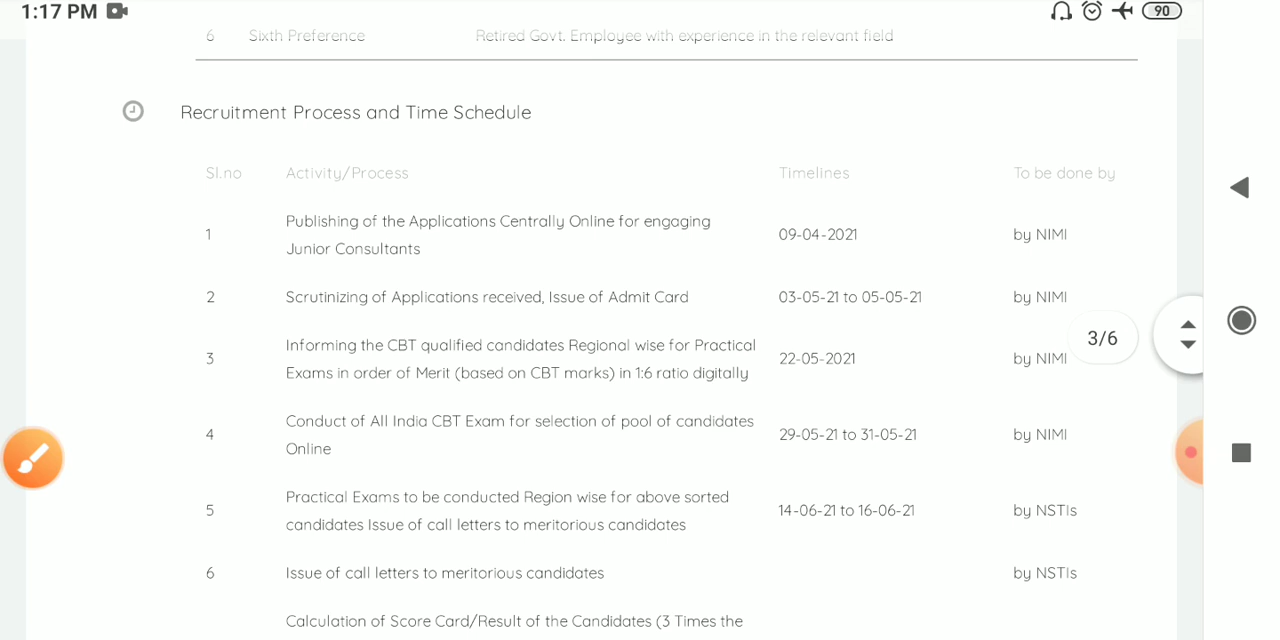 1:17 PM
90
6 Sixth Preference Retired Govt. Employee with experience in the relevant field
Recruitment Process and Time Schedule
Sl.no Activity/Process Timelines To be done by
Publishing of the Applications Centrally Online for engaging
1 09-04-2021 by NIMI
Junior Consultants
2 Scrutinizing of Applications received, Issue of Admit Card 03-05-21 to 05-05-21 by NIMI
3/6
Informing the CBT qualified candidates Regional wise for Practical
3 22-05-2021 by NIMI
Exams in order of Merit (based on CBT marks) in 1:6 ratio digitally
Conduct of All India CBT Exam for selection of pool of candidates
4 29-05-21 to 31-05-21 by NIMI
Online
Practical Exams to be conducted Region wise for above sorted
5 14-06-21 to 16-06-21 by NSTIs
candidates Issue of call letters to meritorious candidates
6 Issue of call letters to meritorious candidates by NSTIs
Calculation of Score Card/Result of the Candidates (3 Times the